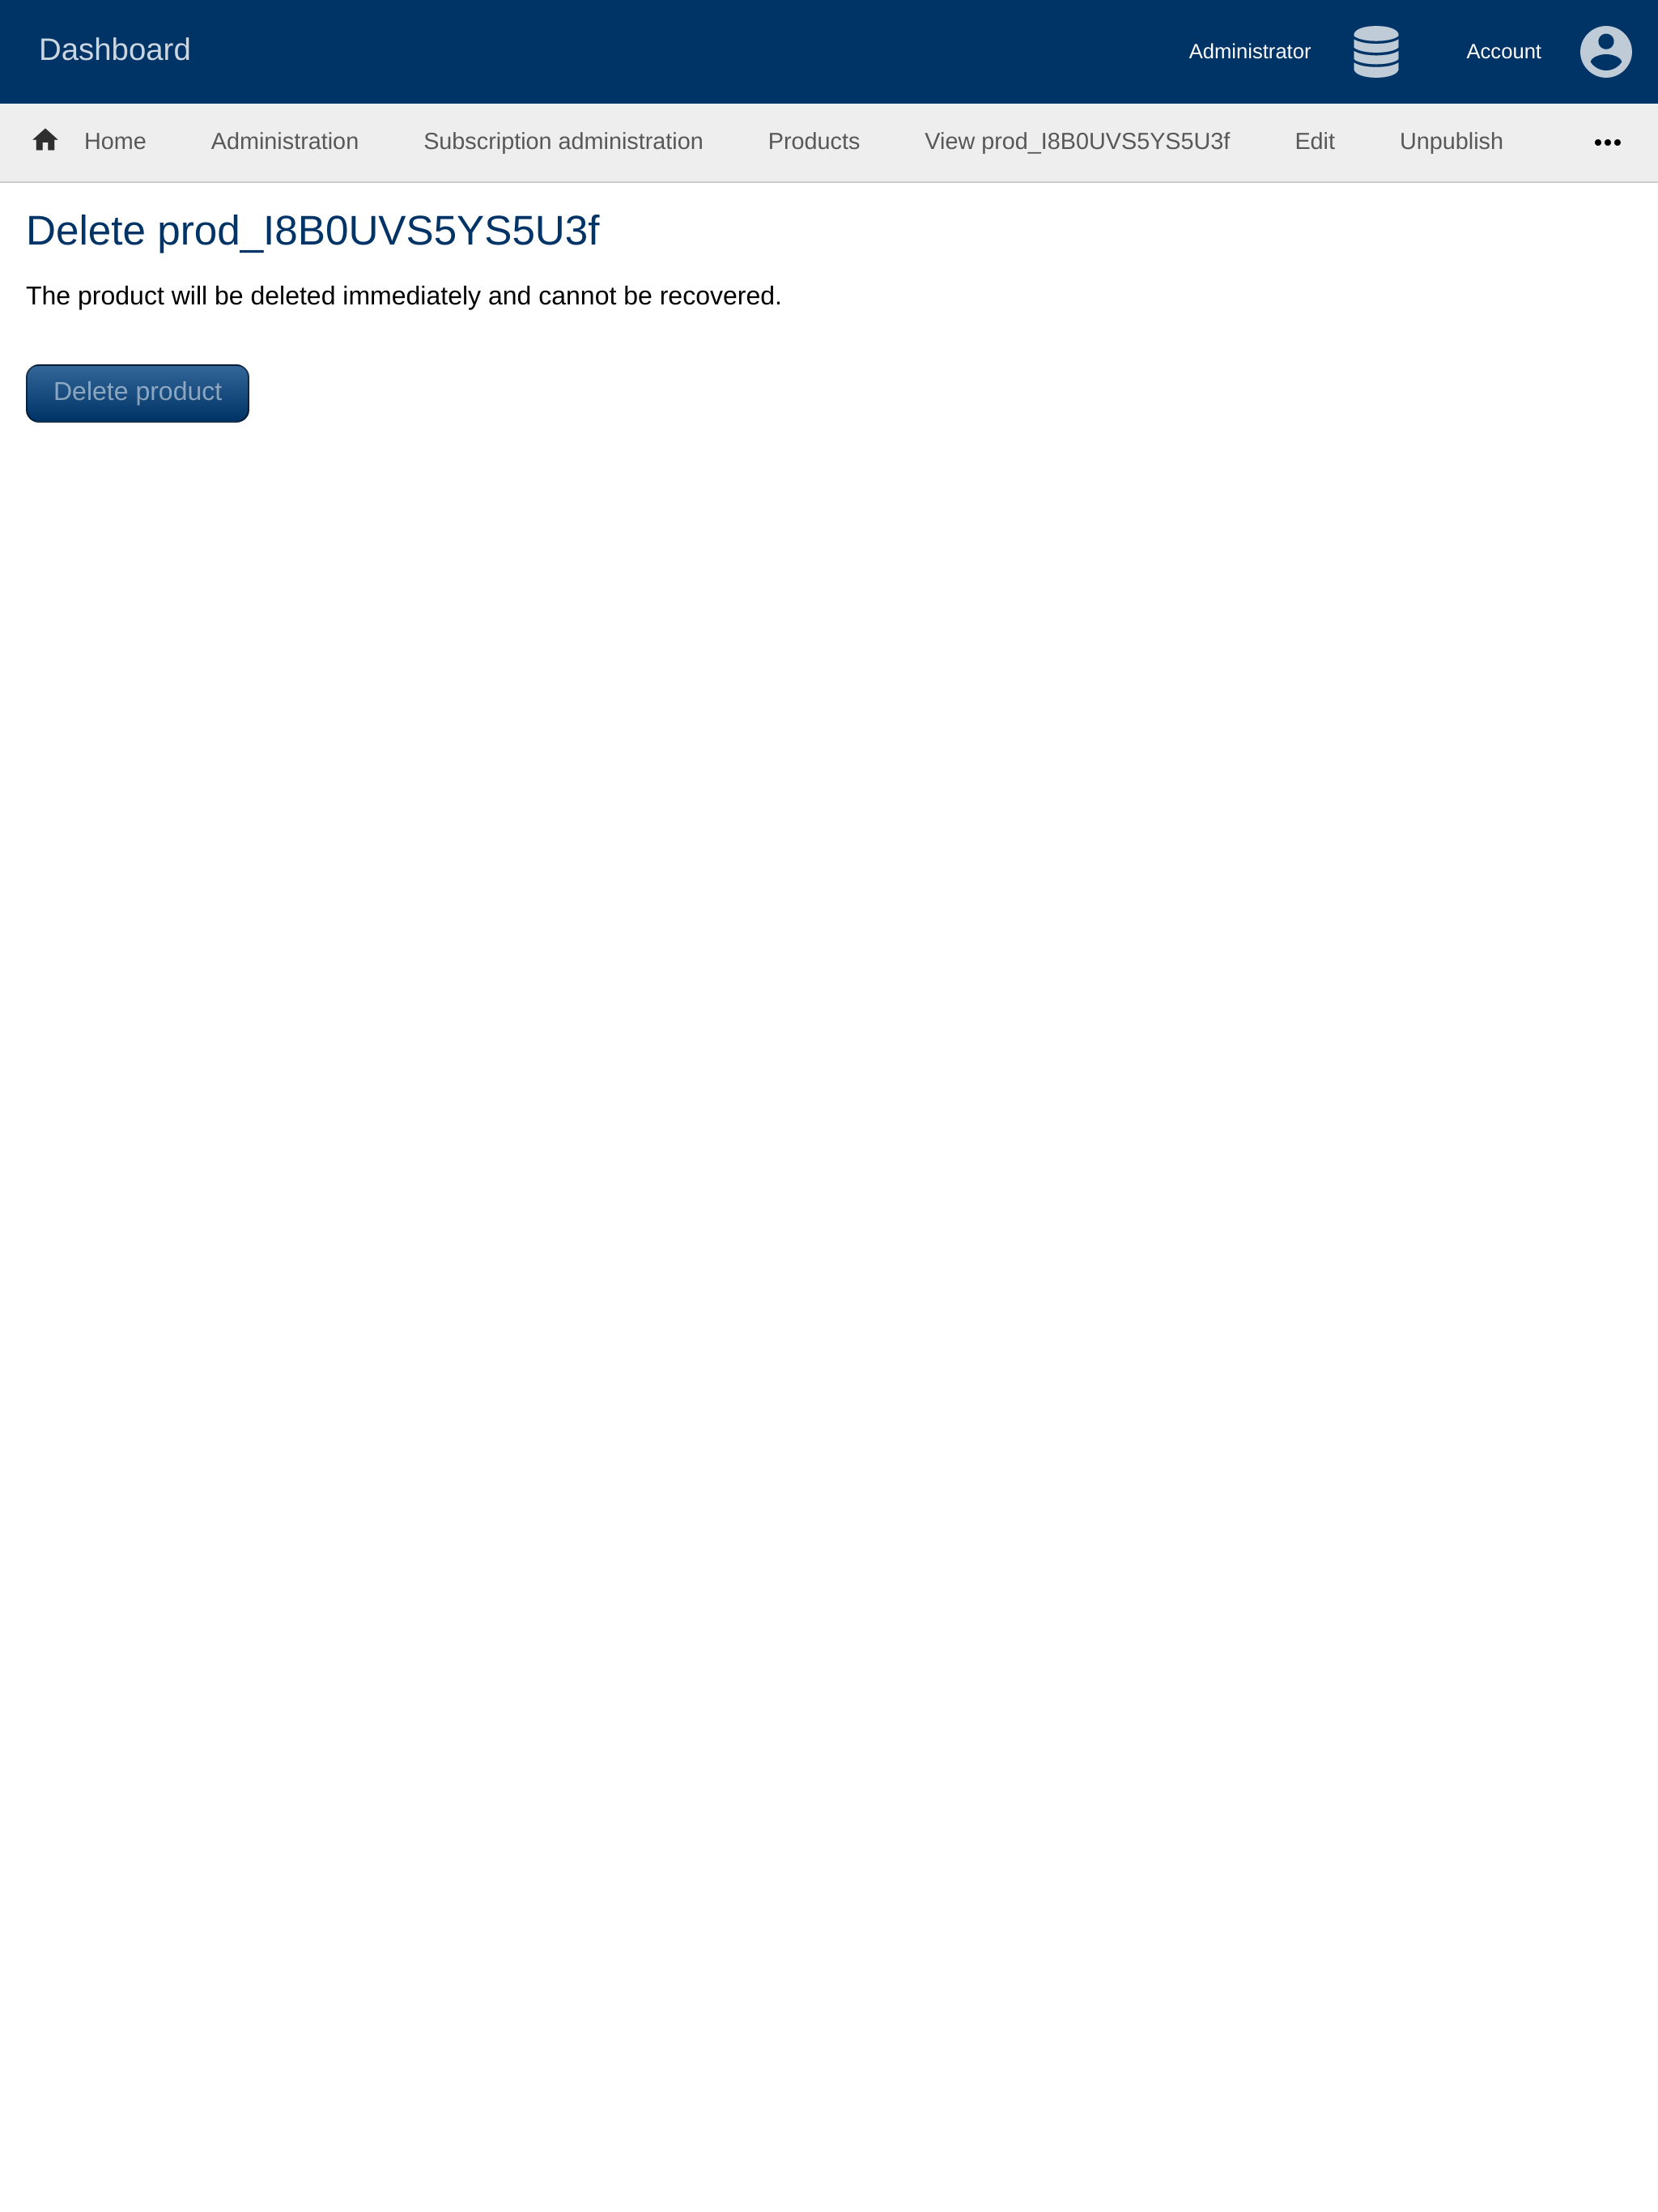 Dashboard Administrator Account
Home Administration Subscription administration Products View prod_I8B0UVS5YS5U3f Edit Unpublish
Delete prod_I8B0UVS5YS5U3f
The product will be deleted immediately and cannot be recovered.
Delete product